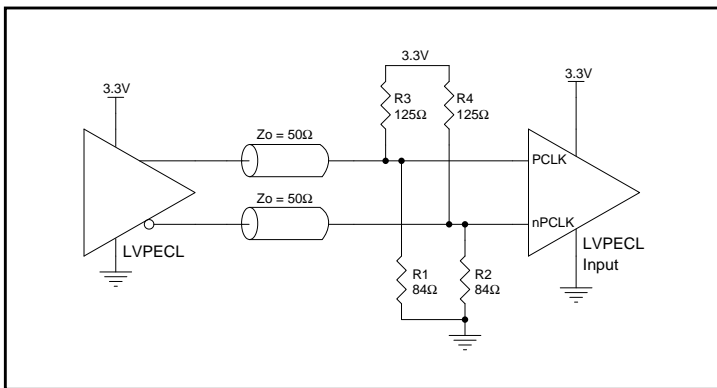 3.3V
3.3V
3.3V
R3
125Ω
R4
125Ω
Zo = 50Ω
PCLK
Zo = 50Ω
nPCLK
LVPECL
LVPECL
Input
R1
84Ω
R2
84Ω